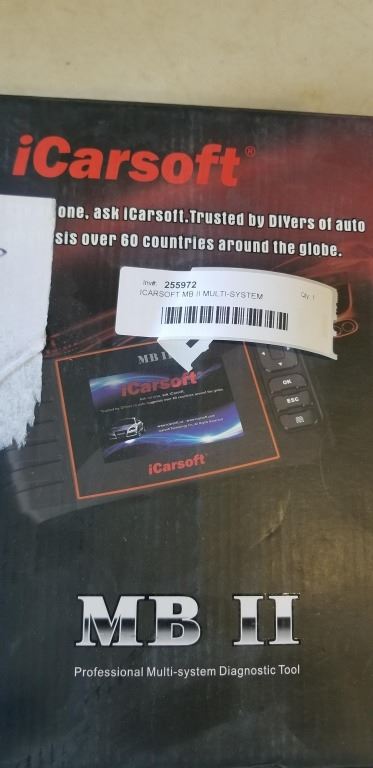 iCarsoft®
one, ask iCarsoft.Trusted by DIYers of auto
sis over 60 countries around the globe.
Inv#: 255972
ICARSOFT MB II MULTI-SYSTEM Qty: 1
MB II
iCarsoft
OK
ESC
iCarsoft
MB II
Professional Multi-system Diagnostic Tool